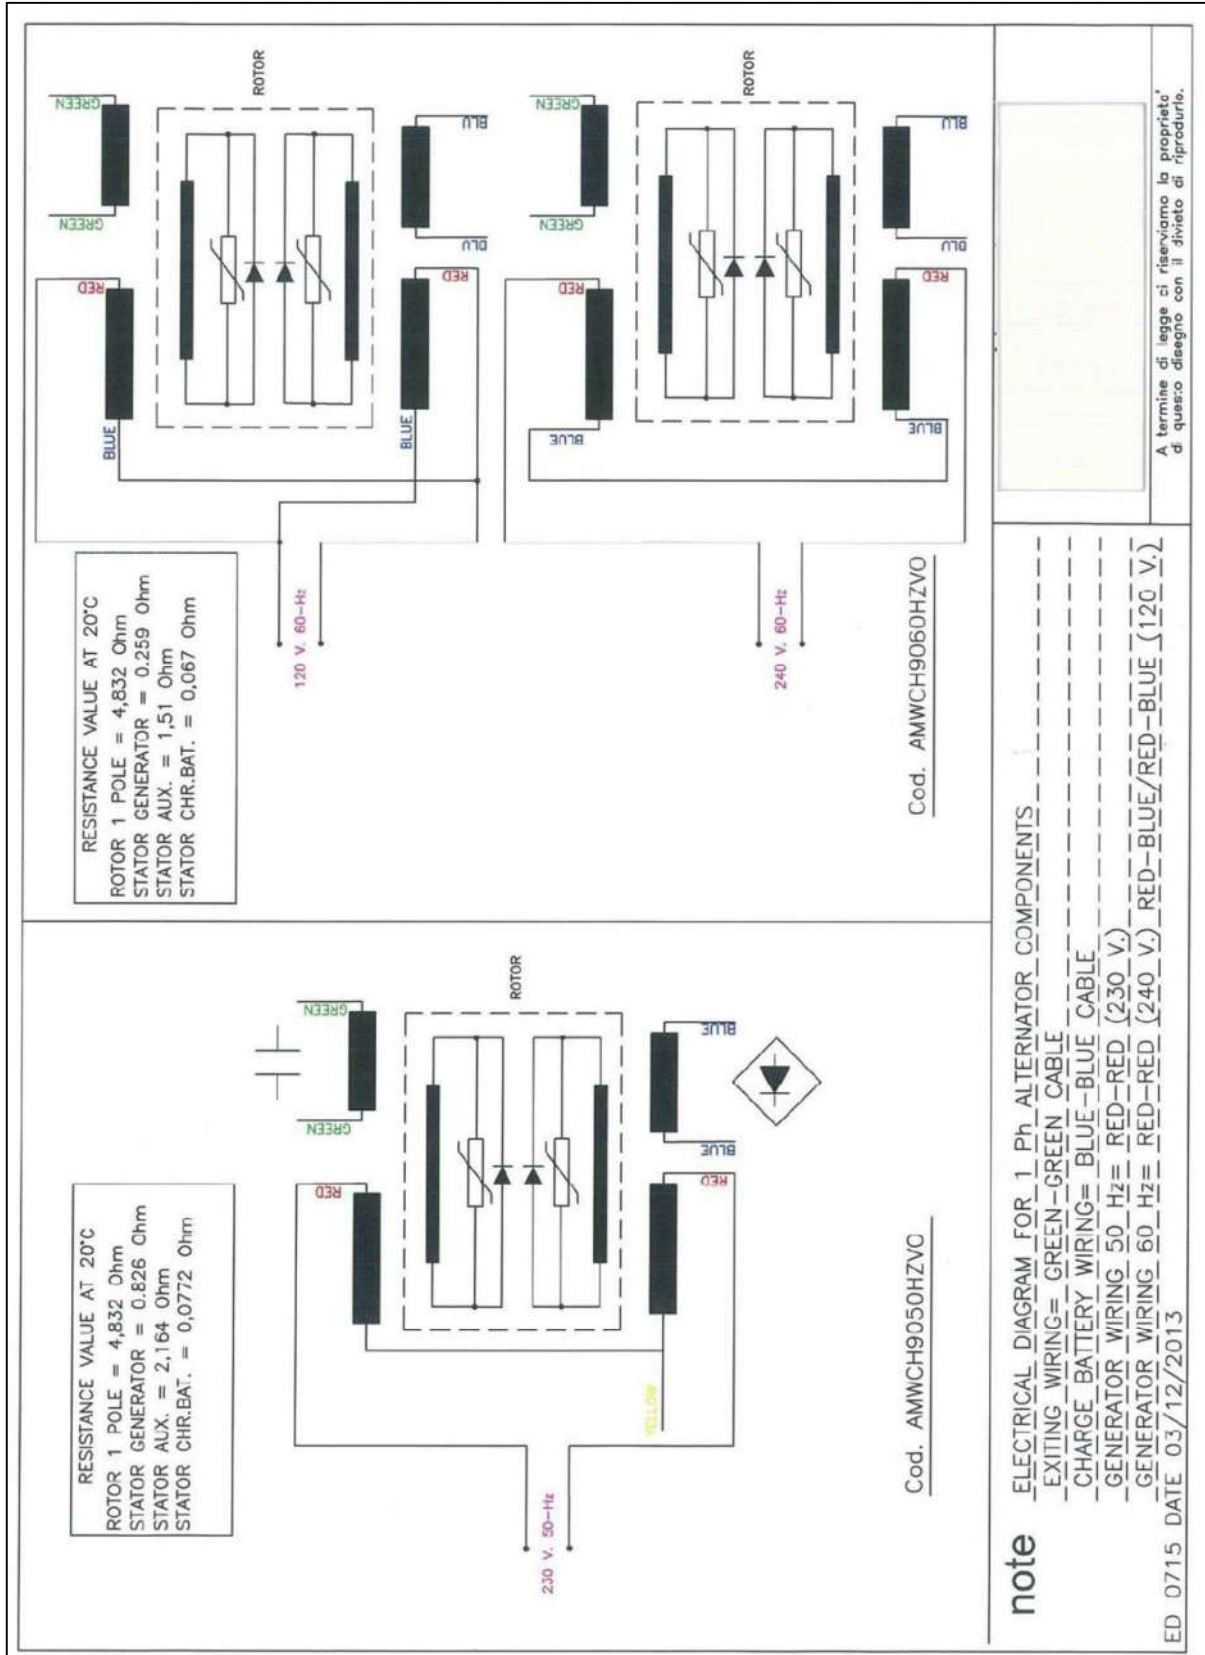 RESISTANCE VALUE AT 20°C
ROTOR 1 POLE = 4,832 Ohm
STATOR GENERATOR = 0.826 Ohm
STATOR AUX. = 2,164 Ohm
STATOR CHR.BAT. = 0,0772 Ohm
GREEN
GREEN
RED
ROTOR
230 V. 50-Hz
YELLOW
RED
BLUE
BLUE
Cod. AMWCH9050HZVO
RESISTANCE VALUE AT 20°C
ROTOR 1 POLE = 4,832 Ohm
STATOR GENERATOR = 0.259 Ohm
STATOR AUX. = 1,51 Ohm
STATOR CHR.BAT. = 0,067 Ohm
GREEN
GREEN
RED
BLUE
ROTOR
120 V. 60-Hz
BLUE
RED
BLU
BLU
GREEN
GREEN
RED
BLUE
ROTOR
240 V. 60-Hz
BLUE
RED
BLU
BLU
Cod. AMWCH9060HZVO
note
ELECTRICAL DIAGRAM FOR 1 Ph ALTERNATOR COMPONENTS
EXITING WIRING= GREEN-GREEN CABLE
CHARGE BATTERY WIRING= BLUE-BLUE CABLE
GENERATOR WIRING 50 Hz= RED-RED (230 V.)
GENERATOR WIRING 60 Hz= RED-RED (240 V.) RED-BLUE/RED-BLUE (120 V.)
ED 0715 DATE 03/12/2013
A termine di legge ci riserviamo la proprieta'
di questo disegno con il divieto di riprodurlo.